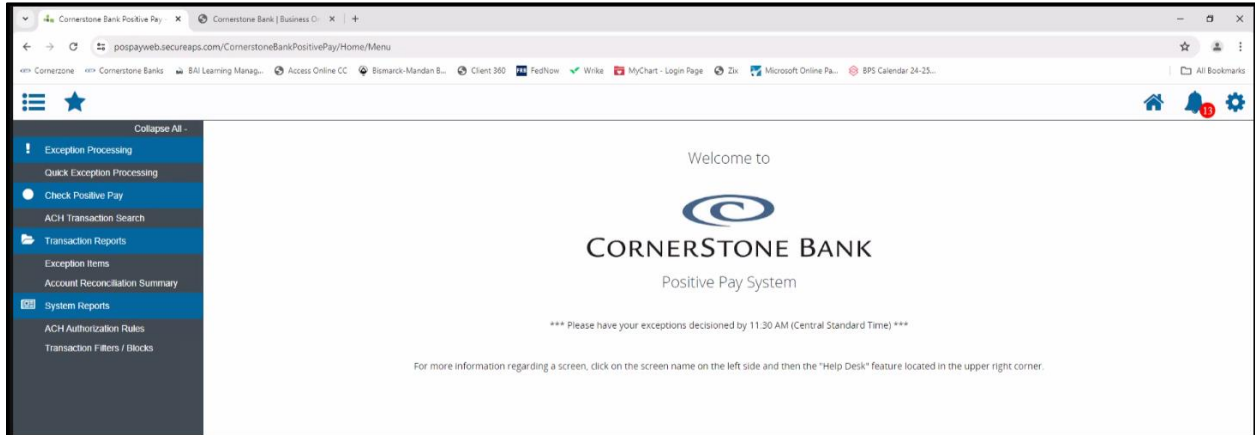 Cornerstone Bank Positive Pay -
Cornerstone Bank | Business O
pospayweb.secureaps.com/CornerstoneBankPositivePay/Home/Menu
Cornerzone
Cornerstone Banks
BAI Learning Manag...
Access Online CC
Bismarck-Mandan B...
Client 360
FedNow
Wrike
MyChart - Login Page
Zix
Microsoft Online Pa...
BPS Calendar 24-25...
All Bookmarks
13
Collapse All -
Exception Processing
Quick Exception Processing
Check Positive Pay
ACH Transaction Search
Transaction Reports
Exception Items
Account Reconciliation Summary
System Reports
ACH Authorization Rules
Transaction Filters / Blocks
Welcome to
CORNERSTONE BANK
Positive Pay System
*** Please have your exceptions decisioned by 11:30 AM (Central Standard Time) ***
For more information regarding a screen, click on the screen name on the left side and then the "Help Desk" feature located in the upper right corner.